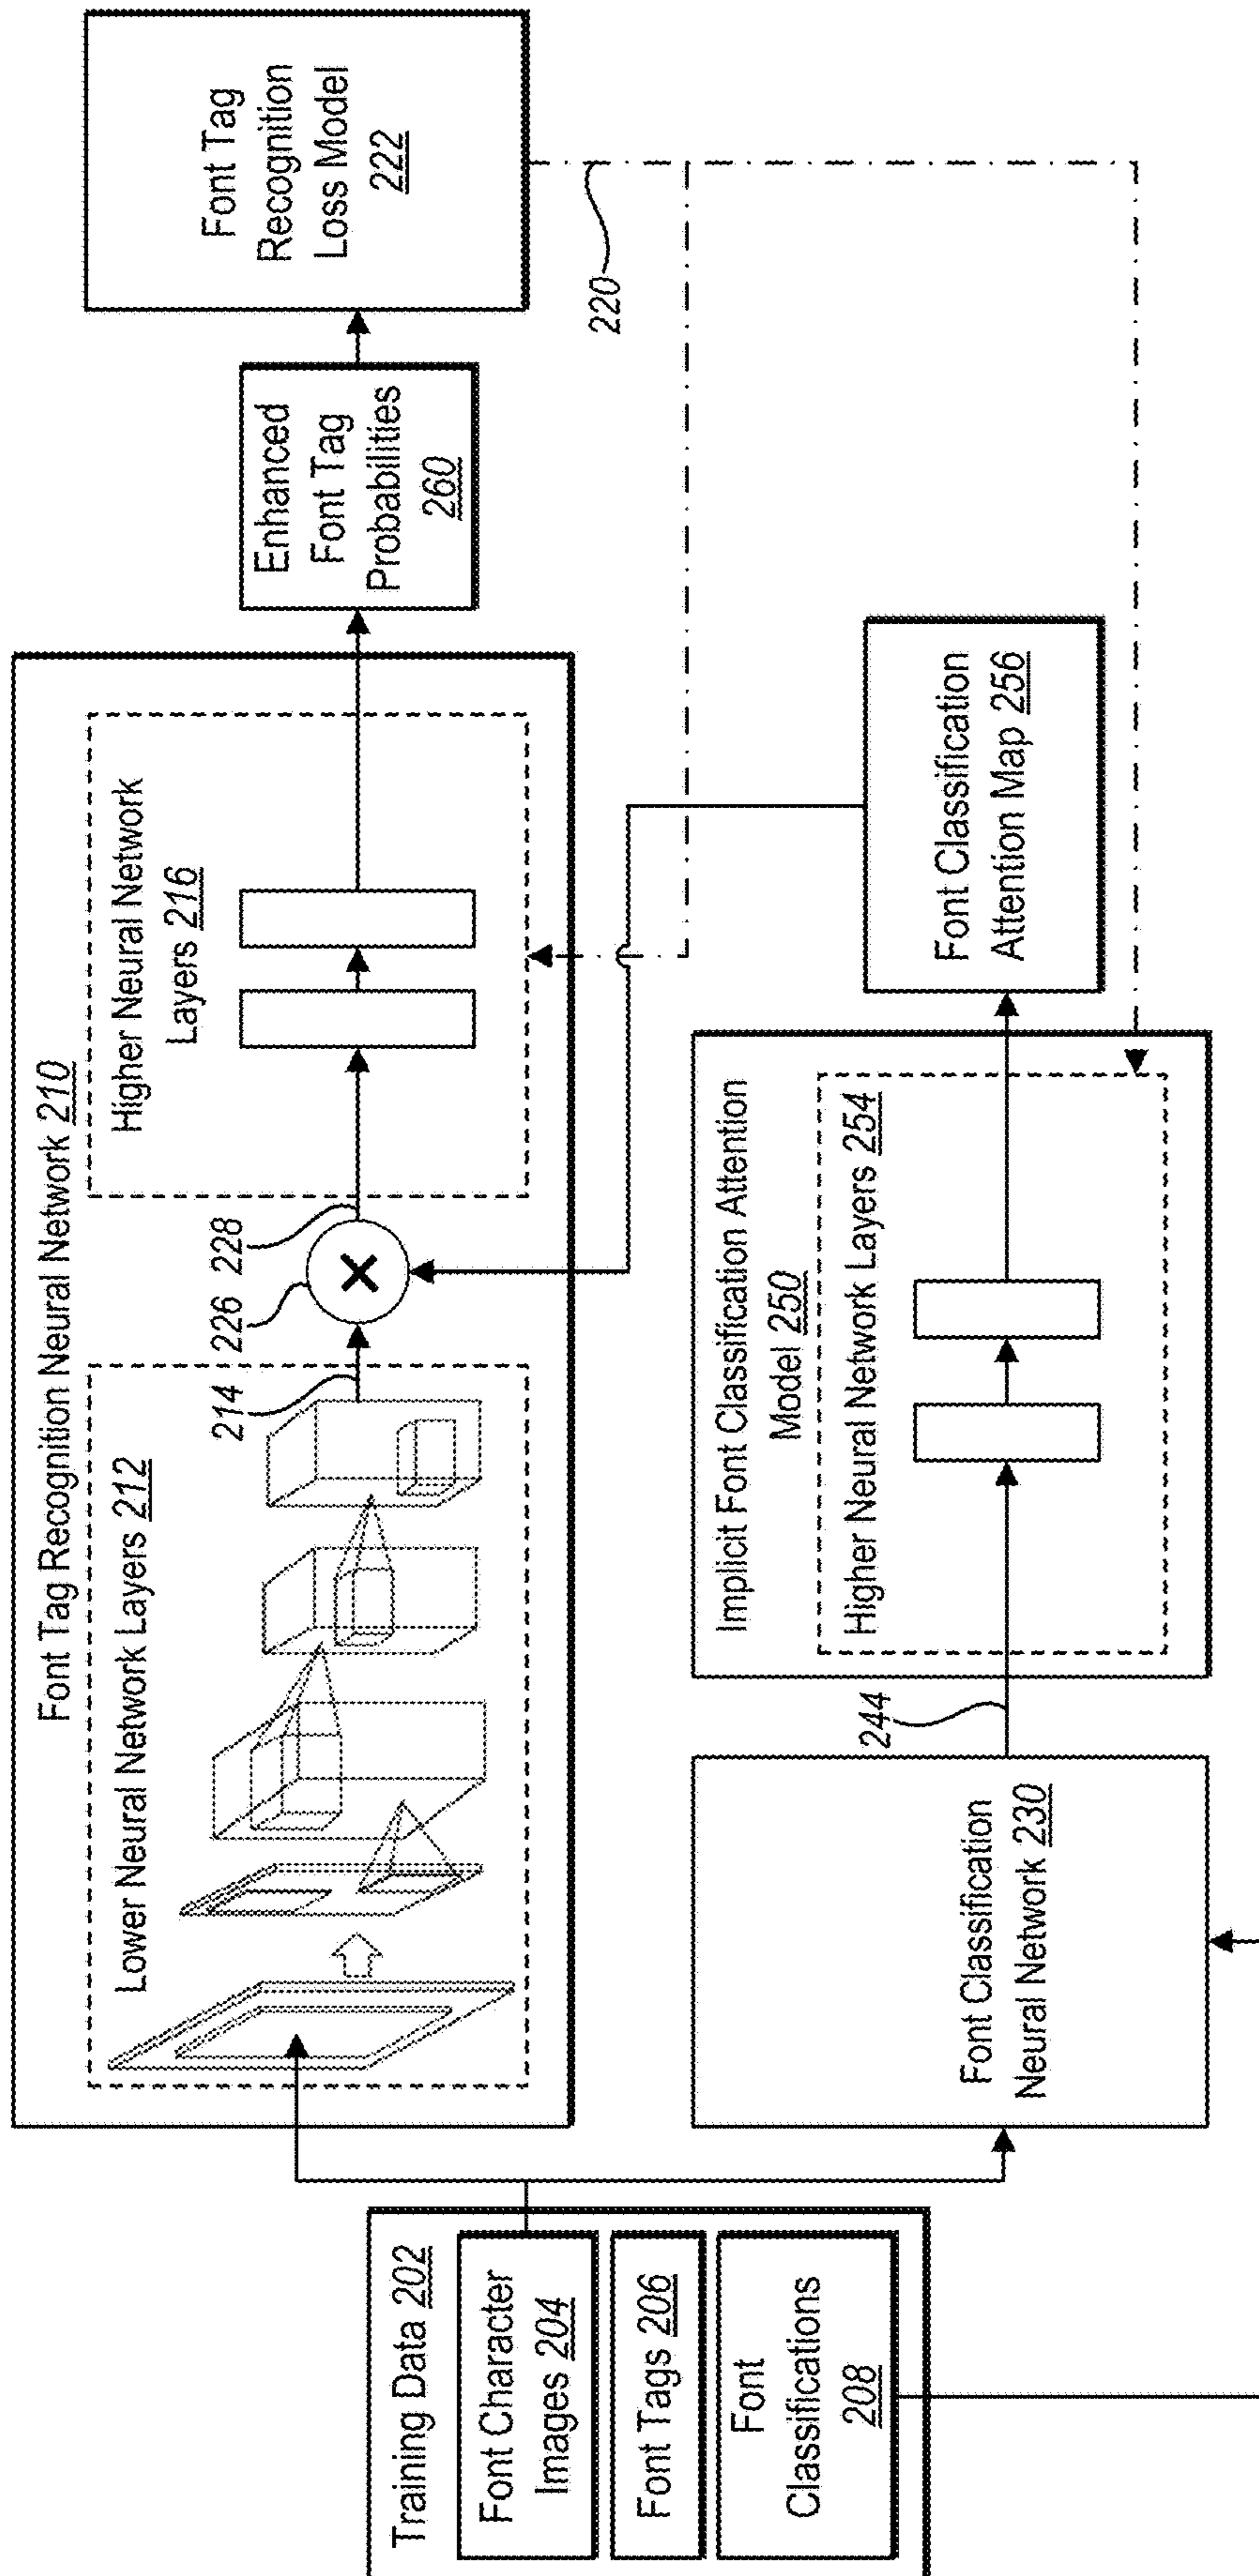 Training Data 202
Font Character
Images 204
Font Tags 206
Font
Classifications
208
Font Tag Recognition Neural Network 210
Lower Neural Network Layers 212
214
226
228
Higher Neural Network
Layers 216
Enhanced
Font Tag
Probabilities
260
Font Tag
Recognition
Loss Model
222
220
Font Classification
Neural Network 230
244
Implicit Font Classification Attention
Model 250
Higher Neural Network Layers 254
Font Classification
Attention Map 256